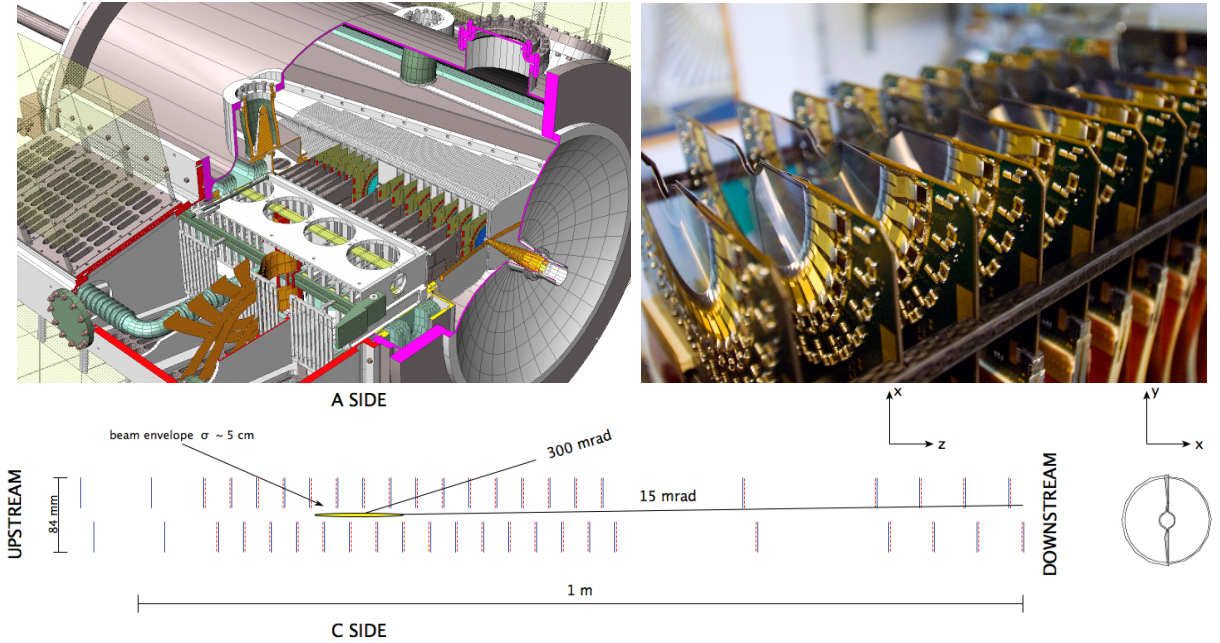 A SIDE
beam envelope σ ~ 5 cm
300 mrad
x
z
y
x
UPSTREAM
84 mm
15 mrad
DOWNSTREAM
1 m
C SIDE